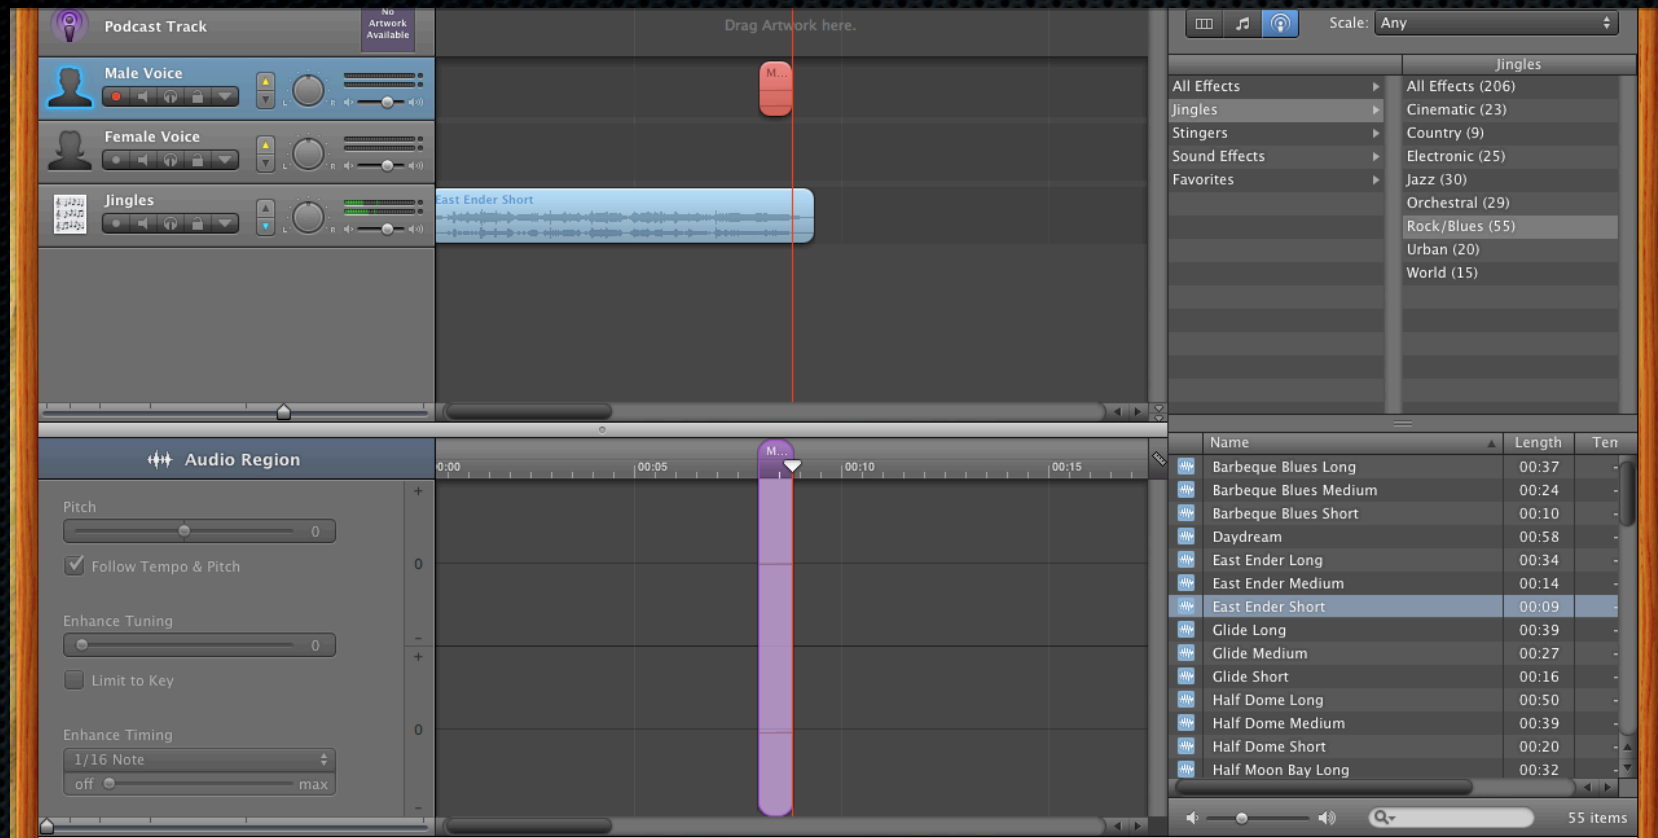 Podcast Track
No
Artwork
Available
Drag Artwork here.
Scale: Any
Male Voice
L R
M...
Female Voice
L R
Jingles
L R
East Ender Short
Jingles
All Effects
Jingles
Stingers
Sound Effects
Favorites
All Effects (206)
Cinematic (23)
Country (9)
Electronic (25)
Jazz (30)
Orchestral (29)
Rock/Blues (55)
Urban (20)
World (15)
Audio Region
M...
0:00 00:05 00:10 00:15
Pitch
0
Follow Tempo & Pitch
Enhance Tuning
0
Limit to Key
Enhance Timing
1/16 Note
off max
+
0
-
+
0
-
Name Length Tem
Barbeque Blues Long 00:37 -
Barbeque Blues Medium 00:24 -
Barbeque Blues Short 00:10 -
Daydream 00:58 -
East Ender Long 00:34 -
East Ender Medium 00:14 -
East Ender Short 00:09 -
Glide Long 00:39 -
Glide Medium 00:27 -
Glide Short 00:16 -
Half Dome Long 00:50 -
Half Dome Medium 00:39 -
Half Dome Short 00:20 -
Half Moon Bay Long 00:32 -
55 items